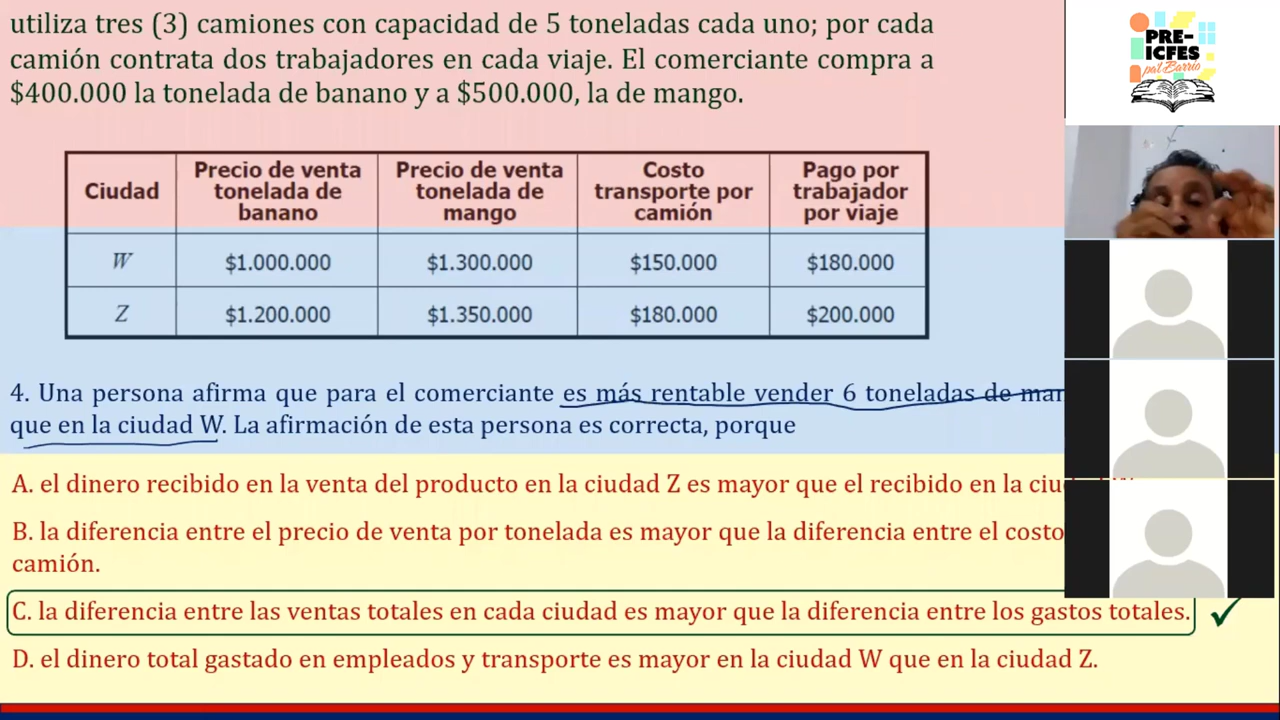 utiliza tres (3) camiones con capacidad de 5 toneladas cada uno; por cada
camión contrata dos trabajadores en cada viaje. El comerciante compra a
$400.000 la tonelada de banano y a $500.000, la de mango.
PRE-
ICFES
pa'l Barrio
Ciudad
Precio de venta
tonelada de
banano
Precio de venta
tonelada de
mango
Costo
transporte por
camión
Pago por
trabajador
por viaje
W $1.000.000 $1.300.000 $150.000 $180.000
Z $1.200.000 $1.350.000 $180.000 $200.000
4. Una persona afirma que para el comerciante es más rentable vender 6 toneladas de
que en la ciudad W. La afirmación de esta persona es correcta, porque
A. el dinero recibido en la venta del producto en la ciudad Z es mayor que el recibido en la
B. la diferencia entre el precio de venta por tonelada es mayor que la diferencia entre el costo
camión.
C. la diferencia entre las ventas totales en cada ciudad es mayor que la diferencia entre los gastos totales.
D. el dinero total gastado en empleados y transporte es mayor en la ciudad W que en la ciudad Z.